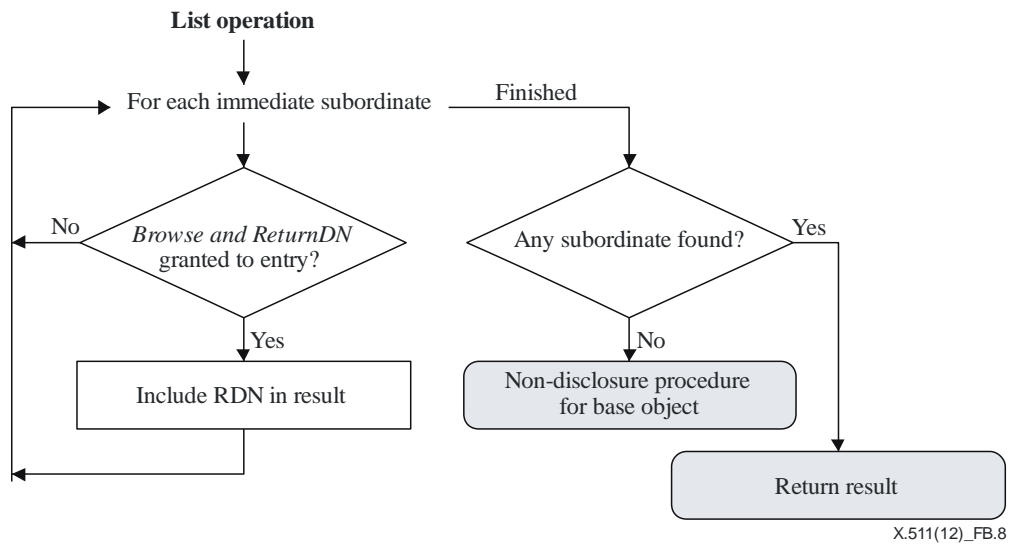 List operation
For each immediate subordinate
Finished
No
Browse and ReturnDN
granted to entry?
Any subordinate found?
Yes
Yes
No
Include RDN in result
Non-disclosure procedure
for base object
Return result
X.511(12)_FB.8